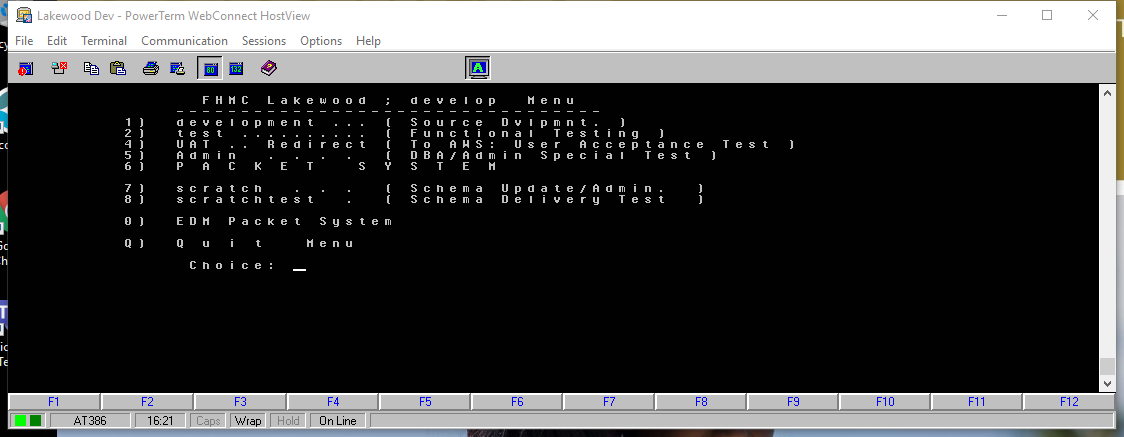 Lakewood Dev - PowerTerm WebConnect HostView
File Edit Terminal Communication Sessions Options Help
80 132 A
FHMC Lakewood ; develop Menu
---------------------------------
1) development ... ( Source Dvlpmnt. )
2) test .......... ( Functional Testing )
4) UAT .. Redirect ( To AWS: User Acceptance Test )
5) Admin . . . . ( DBA/Admin Special Test )
6) P A C K E T S Y S T E M
7) scratch . . . ( Schema Update/Admin. )
8) scratchtest . ( Schema Delivery Test )
0) EDM Packet System
Q) Q u i t Menu
Choice: _
F1 F2 F3 F4 F5 F6 F7 F8 F9 F10 F11 F12
AT386 16:21 Caps Wrap Hold On Line